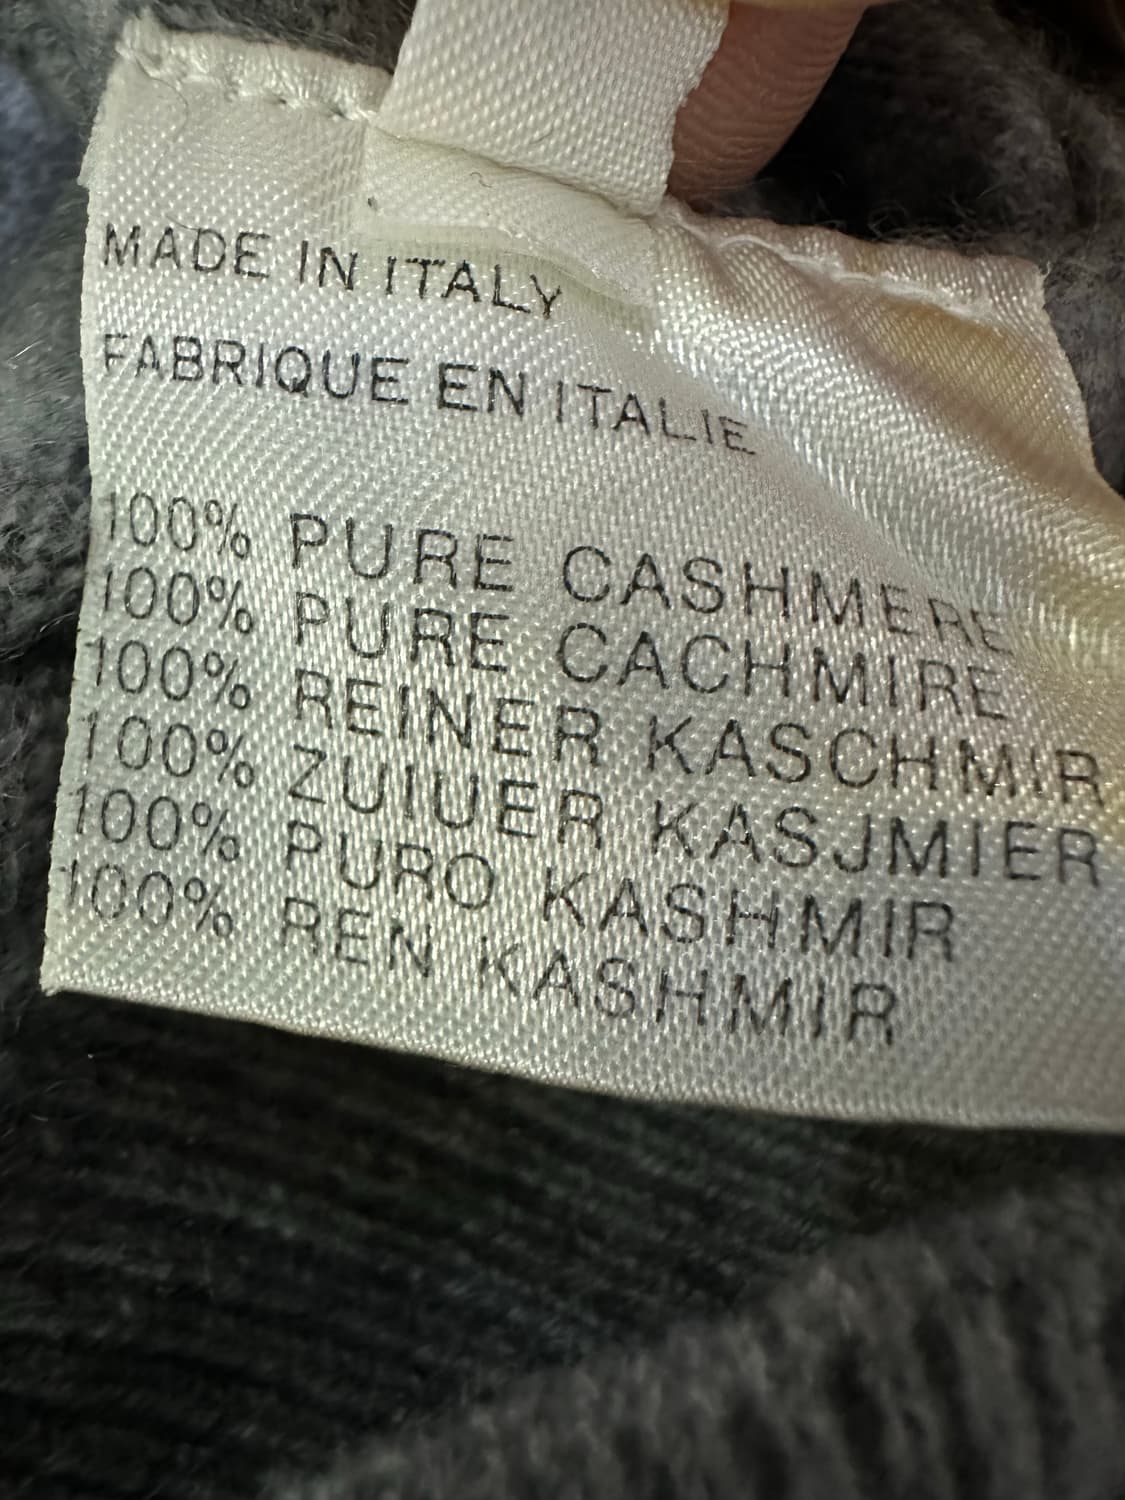 MADE IN ITALY
FABRIQUE EN ITALIE
100% PURE CASHMERE
100% PURE CACHMIRE
100% REINER KASCHMIR
100% ZUIUER KASJMIER
100% PURO KASHMIR
100% REN KASHMIR